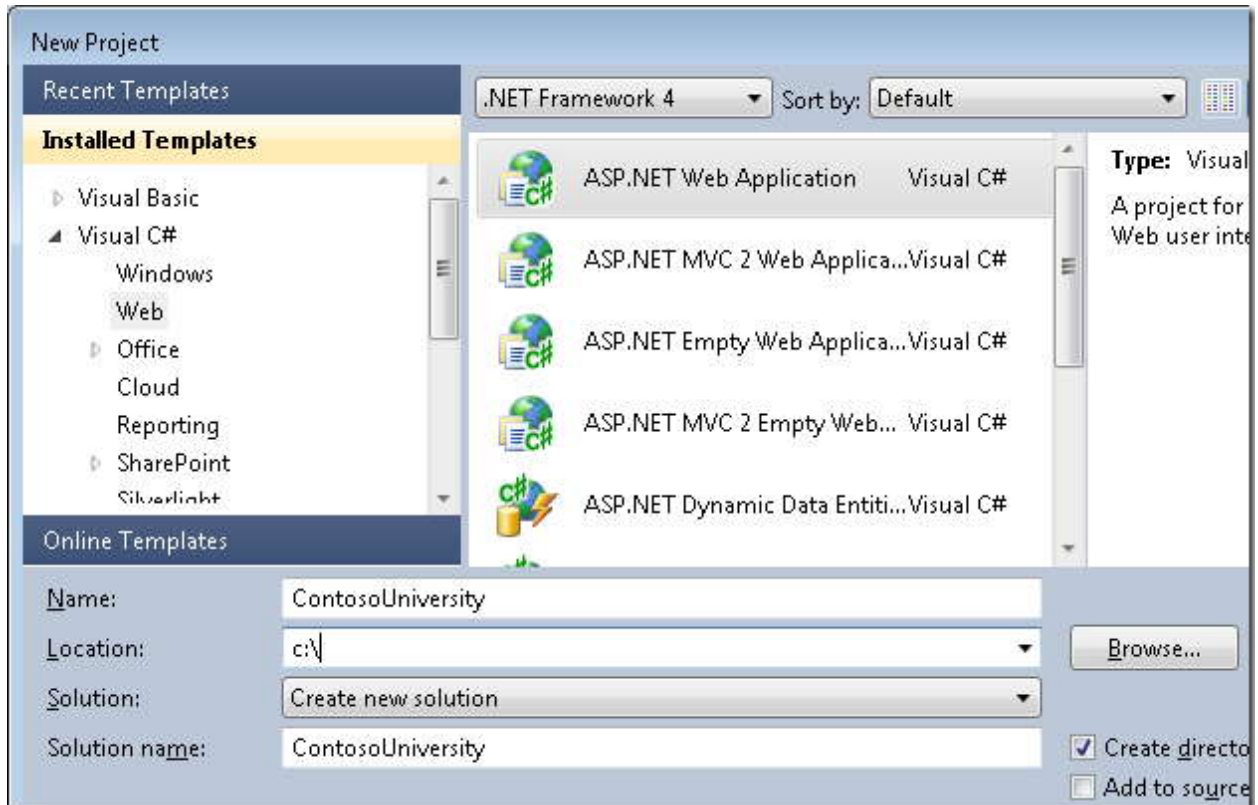 New Project
Recent Templates
Installed Templates
Visual Basic
Visual C#
Windows
Web
Office
Cloud
Reporting
SharePoint
Silverlight
Online Templates
.NET Framework 4
Sort by: Default
ASP.NET Web Application Visual C#
ASP.NET MVC 2 Web Applica...Visual C#
ASP.NET Empty Web Applica...Visual C#
ASP.NET MVC 2 Empty Web... Visual C#
ASP.NET Dynamic Data Entiti...Visual C#
Type: Visual
A project for
Web user inte
Name: ContosoUniversity
Location: c:\
Browse...
Solution: Create new solution
Solution name: ContosoUniversity
Create directo
Add to source